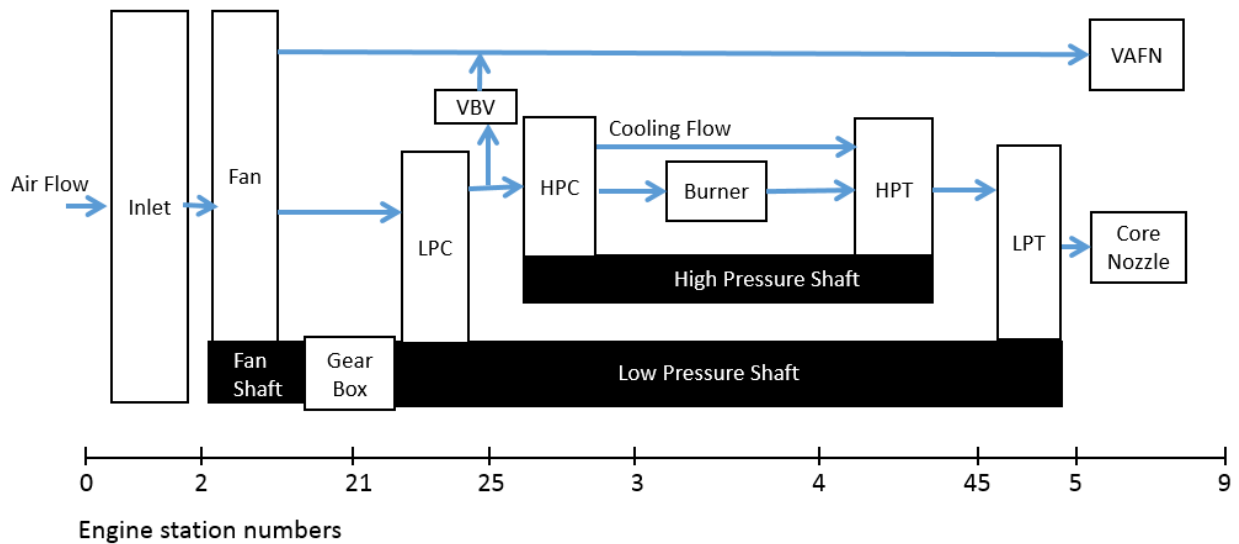 VAFN
VBV
Cooling Flow
Air Flow
Inlet
Fan
LPC
HPC
Burner
HPT
LPT
Core
Nozzle
High Pressure Shaft
Fan
Shaft
Gear
Box
Low Pressure Shaft
0 2 21 25 3 4 45 5 9
Engine station numbers